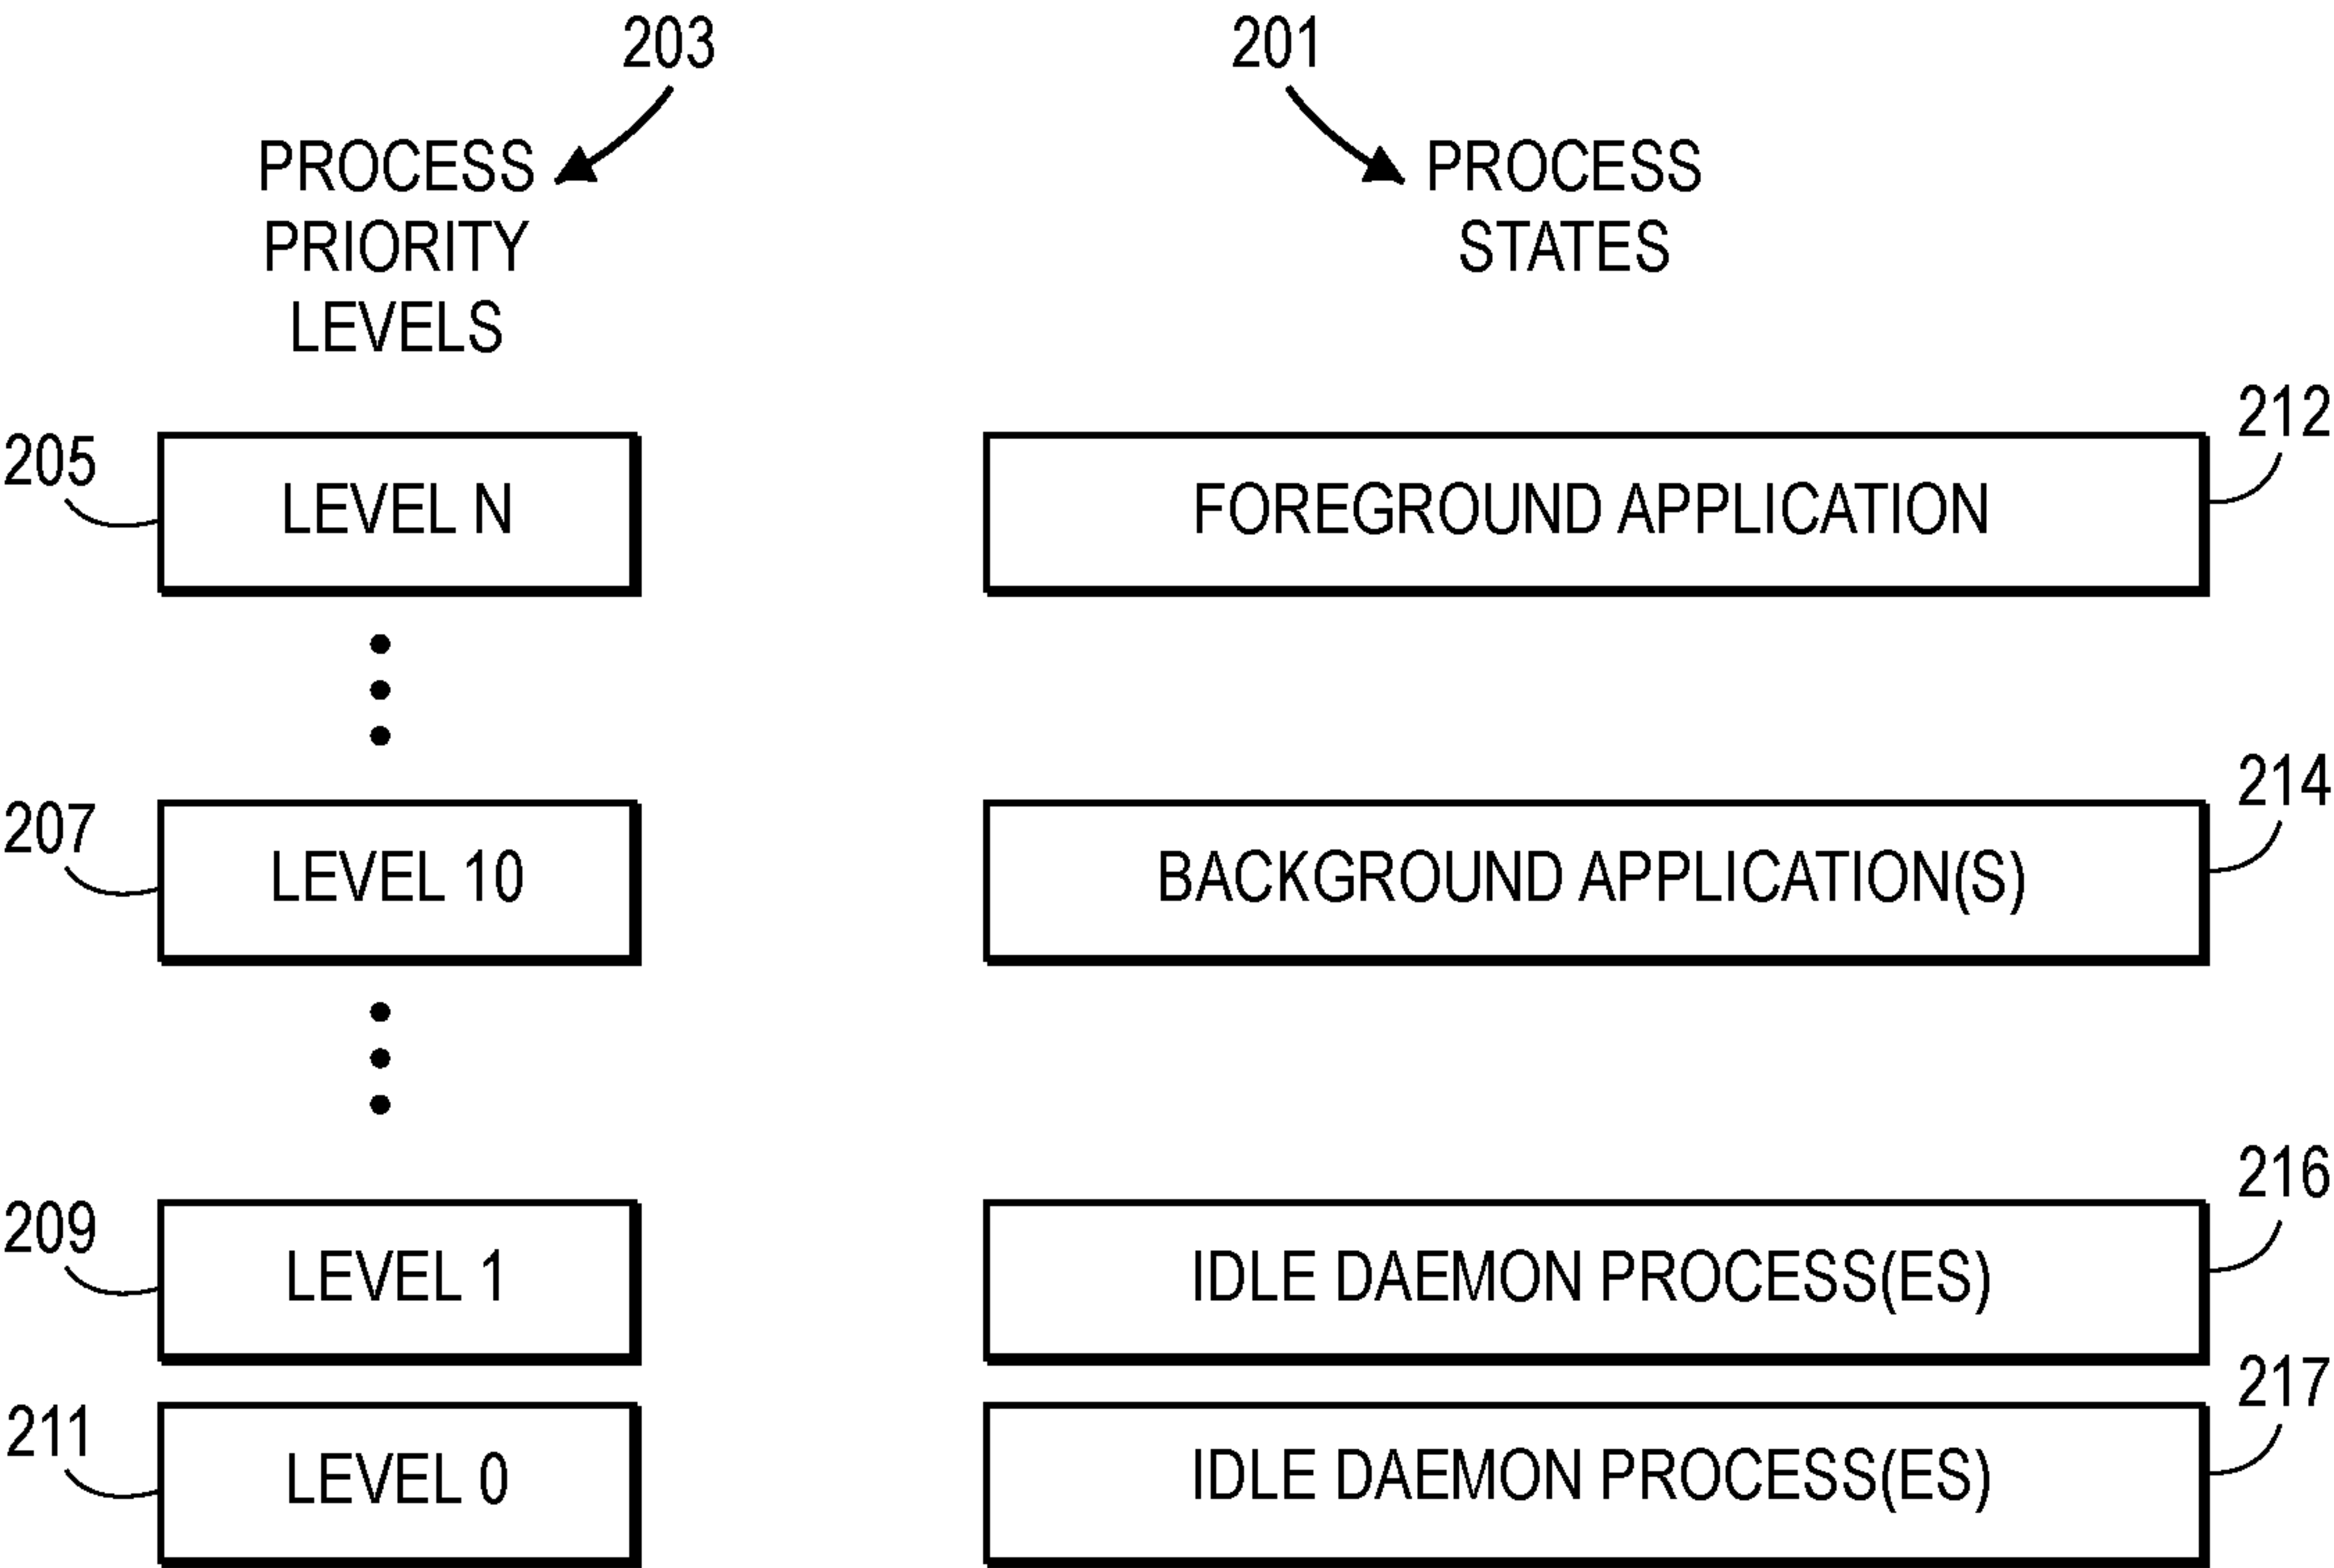 203
201
PROCESS
PRIORITY
LEVELS
PROCESS
STATES
205
LEVEL N
FOREGROUND APPLICATION
212
207
LEVEL 10
BACKGROUND APPLICATION(S)
214
209
LEVEL 1
IDLE DAEMON PROCESS(ES)
216
211
LEVEL 0
IDLE DAEMON PROCESS(ES)
217